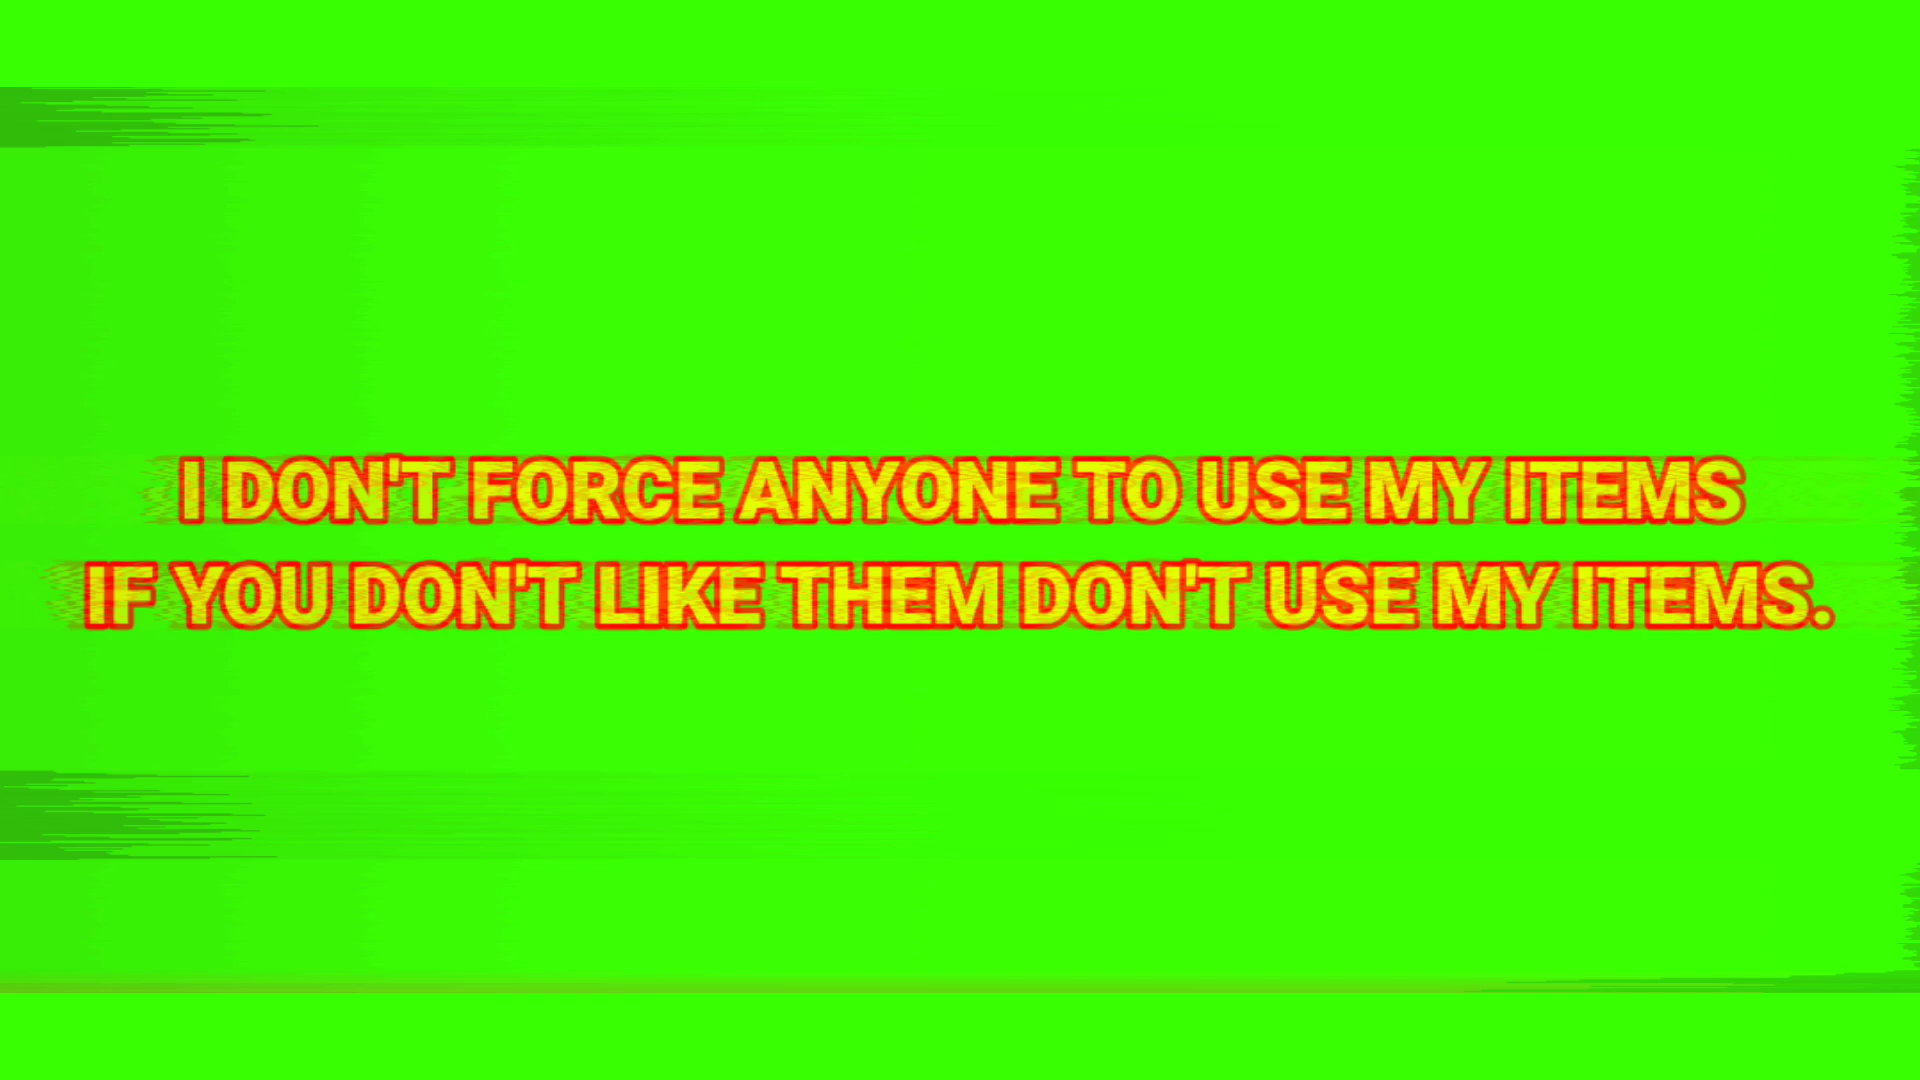 I DON'T FORCE ANYONE TO USE MY ITEMS
IF YOU DON'T LIKE THEM DON'T USE MY ITEMS.